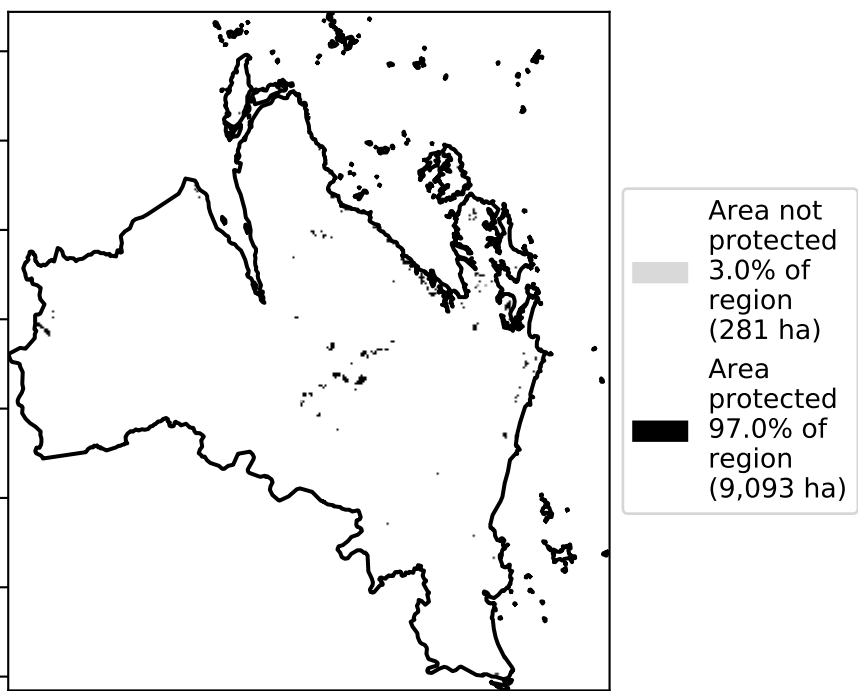 Area not
protected
3.0% of
region
(281 ha)
Area
protected
97.0% of
region
(9,093 ha)